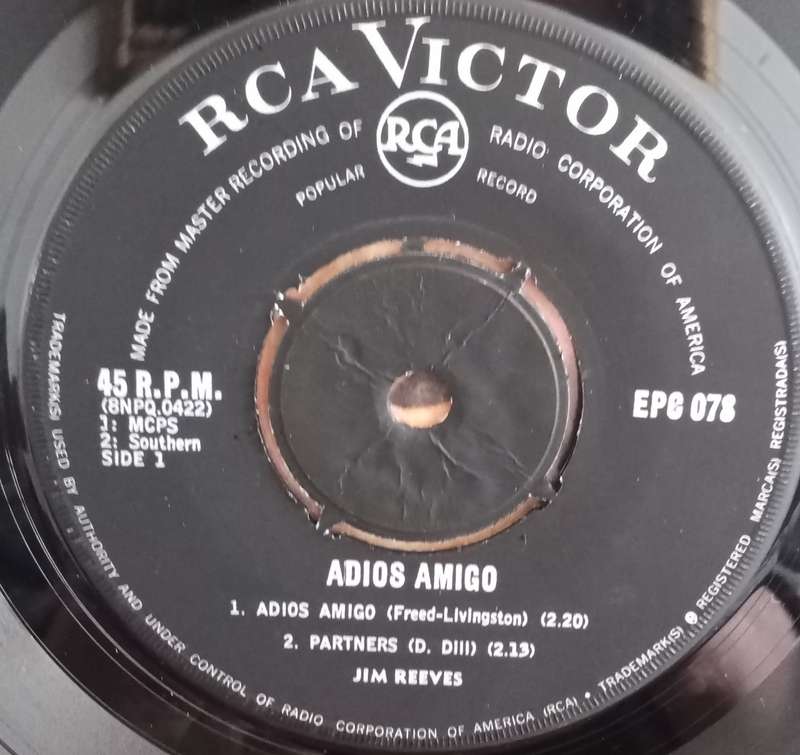 RCA VICTOR
RCA
MADE FROM MASTER RECORDING OF RADIO CORPORATION OF AMERICA
POPULAR RECORD
45 R.P.M.
(8NPQ.0422)
1: MCPS
2: Southern
SIDE 1
EPC 078
ADIOS AMIGO
1. ADIOS AMIGO (Freed-Livingston) (2.20)
2. PARTNERS (D. Dill) (2.13)
JIM REEVES
TRADEMARK(S) USED BY AUTHORITY AND UNDER CONTROL OF RADIO CORPORATION OF AMERICA (RCA) • TRADEMARK(S) ® REGISTERED MARCA(S) REGISTRADA(S)